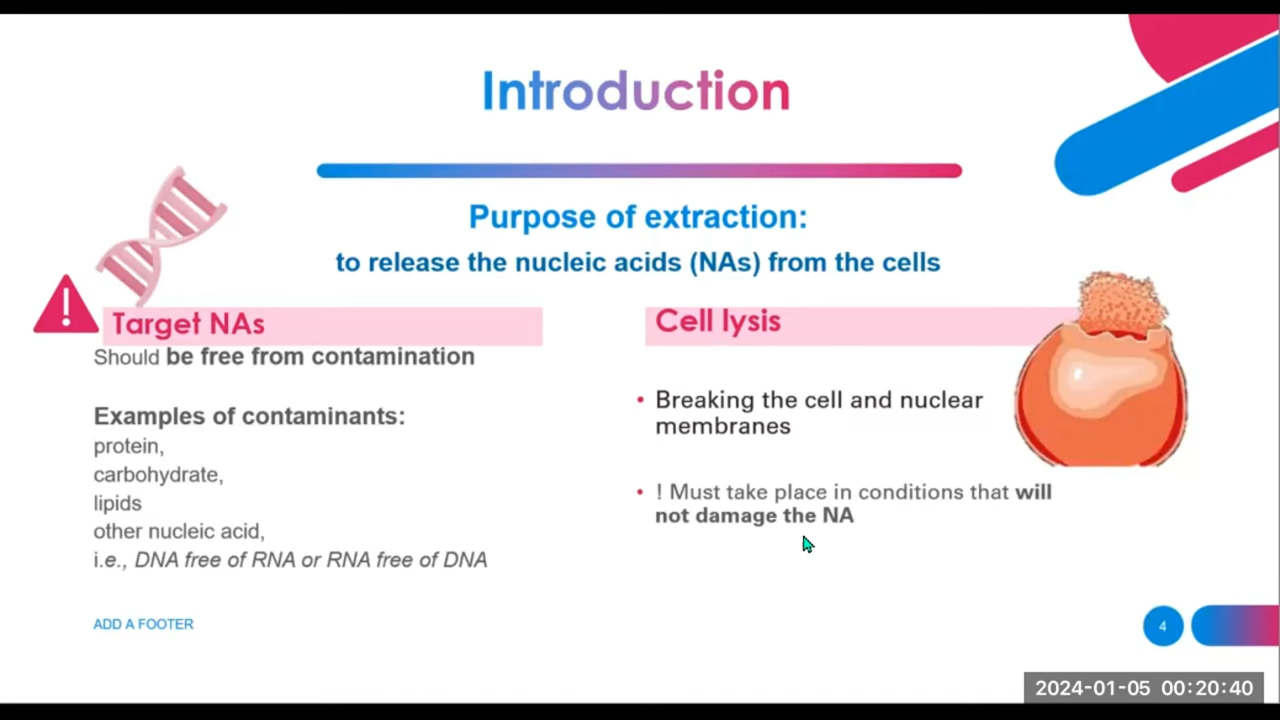 Introduction
Purpose of extraction:
to release the nucleic acids (NAs) from the cells
Target NAs
Should be free from contamination
Examples of contaminants:
protein,
carbohydrate,
lipids
other nucleic acid,
i.e., DNA free of RNA or RNA free of DNA
Cell lysis
• Breaking the cell and nuclear
membranes
• ! Must take place in conditions that will
not damage the NA
ADD A FOOTER
4
2024-01-05 00:20:40